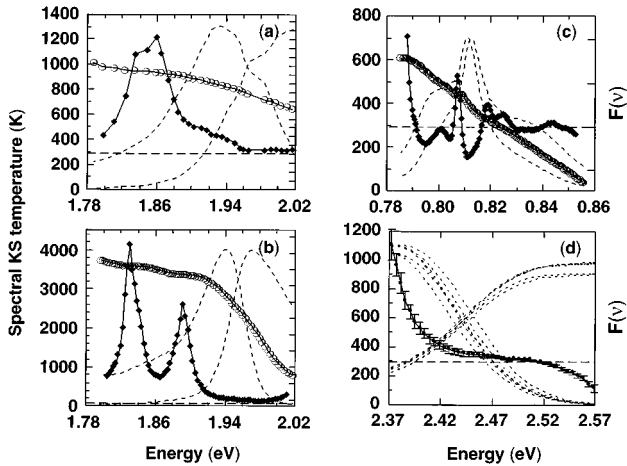 Spectral KS temperature (K)
1400
1200
1000
800
600
400
200
0
1.78 1.86 1.94 2.02
(a)
800
600
400
200
0
0.78 0.80 0.82 0.84 0.86
(c)
F(ν)
4000
3000
2000
1000
0
1.78 1.86 1.94 2.02
(b)
Energy (eV)
1200
1000
800
600
400
200
0
2.37 2.42 2.47 2.52 2.57
(d)
F(ν)
Energy (eV)